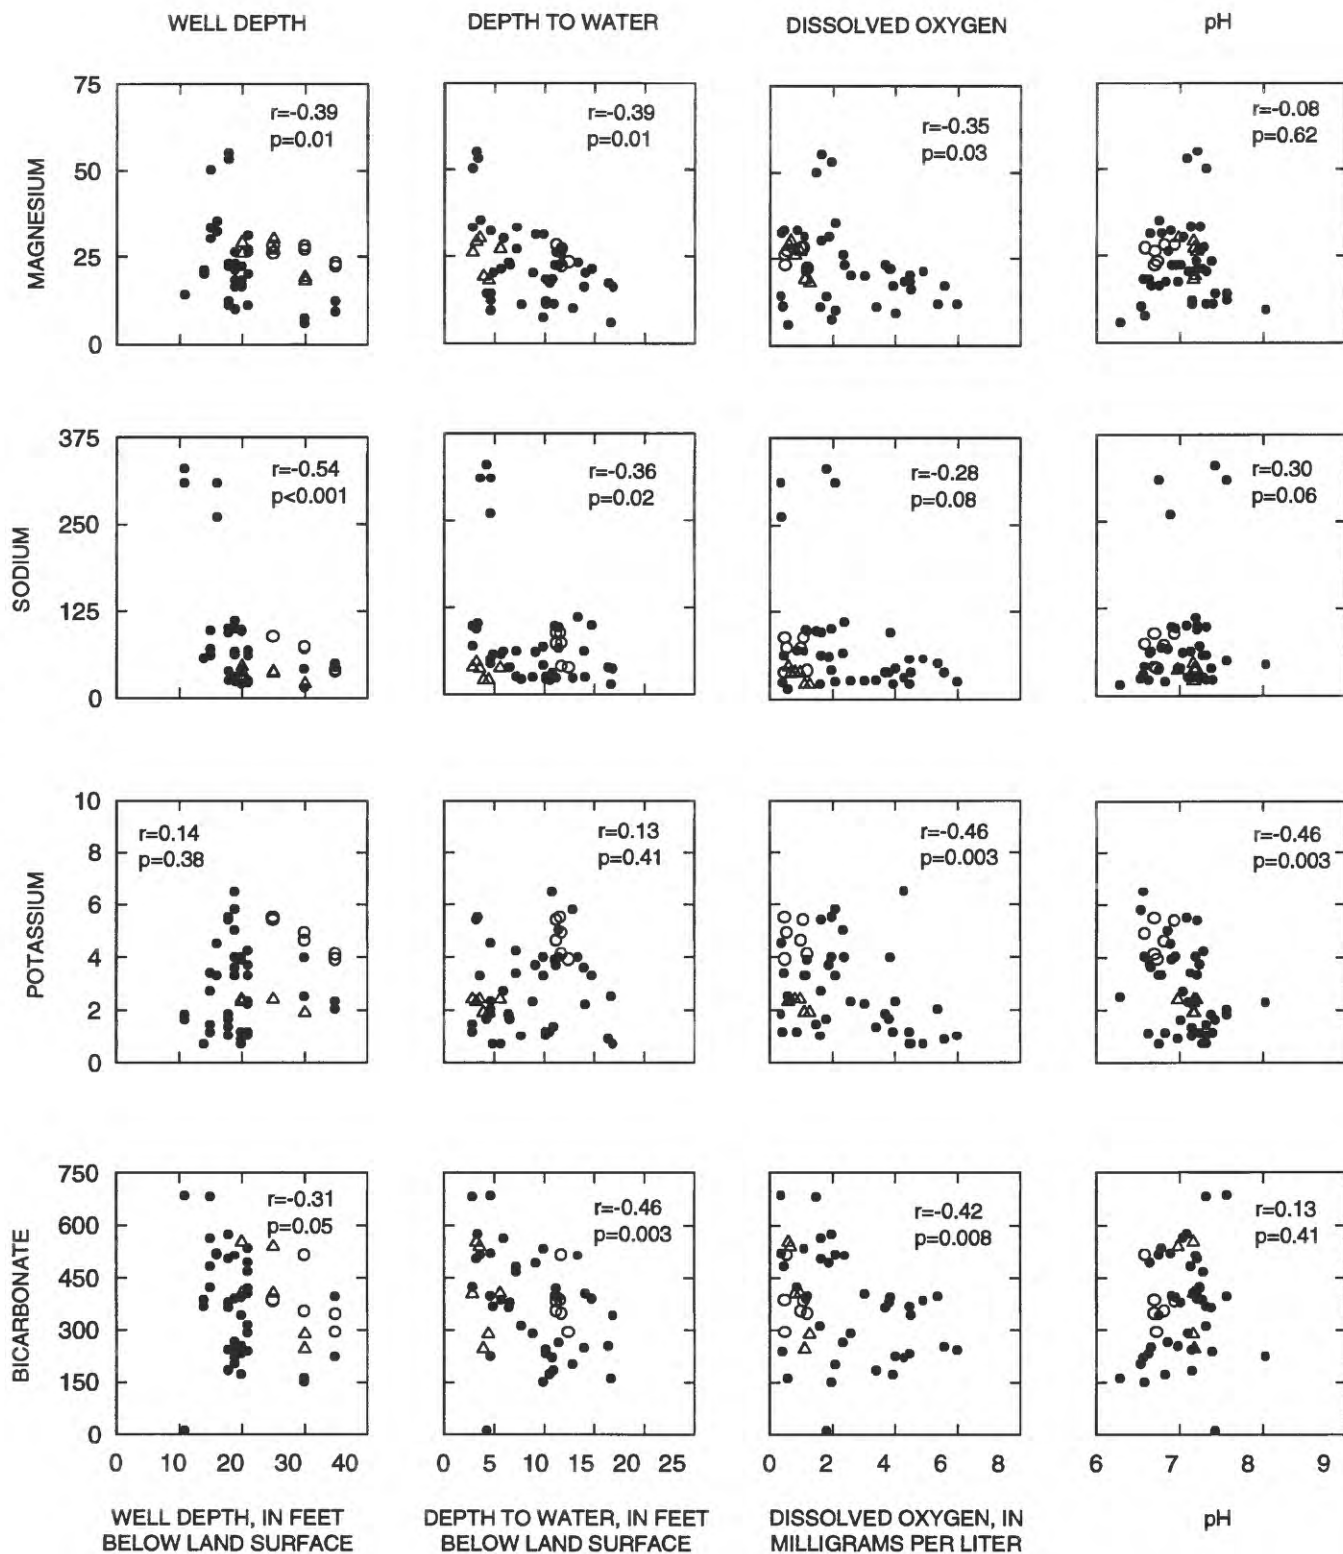 WELL DEPTH DEPTH TO WATER DISSOLVED OXYGEN pH
MAGNESIUM
75
50
25
0
r=-0.39
p=0.01
r=-0.39
p=0.01
r=-0.35
p=0.03
r=-0.08
p=0.62
SODIUM
375
250
125
0
r=-0.54
p<0.001
r=-0.36
p=0.02
r=-0.28
p=0.08
r=0.30
p=0.06
POTASSIUM
10
8
6
4
2
0
r=0.14
p=0.38
r=0.13
p=0.41
r=-0.46
p=0.003
r=-0.46
p=0.003
BICARBONATE
750
600
450
300
150
0
r=-0.31
p=0.05
r=-0.46
p=0.003
r=-0.42
p=0.008
r=0.13
p=0.41
0 10 20 30 40 0 5 10 15 20 25 0 2 4 6 8 6 7 8 9
WELL DEPTH, IN FEET
BELOW LAND SURFACE
DEPTH TO WATER, IN FEET
BELOW LAND SURFACE
DISSOLVED OXYGEN, IN
MILLIGRAMS PER LITER
pH